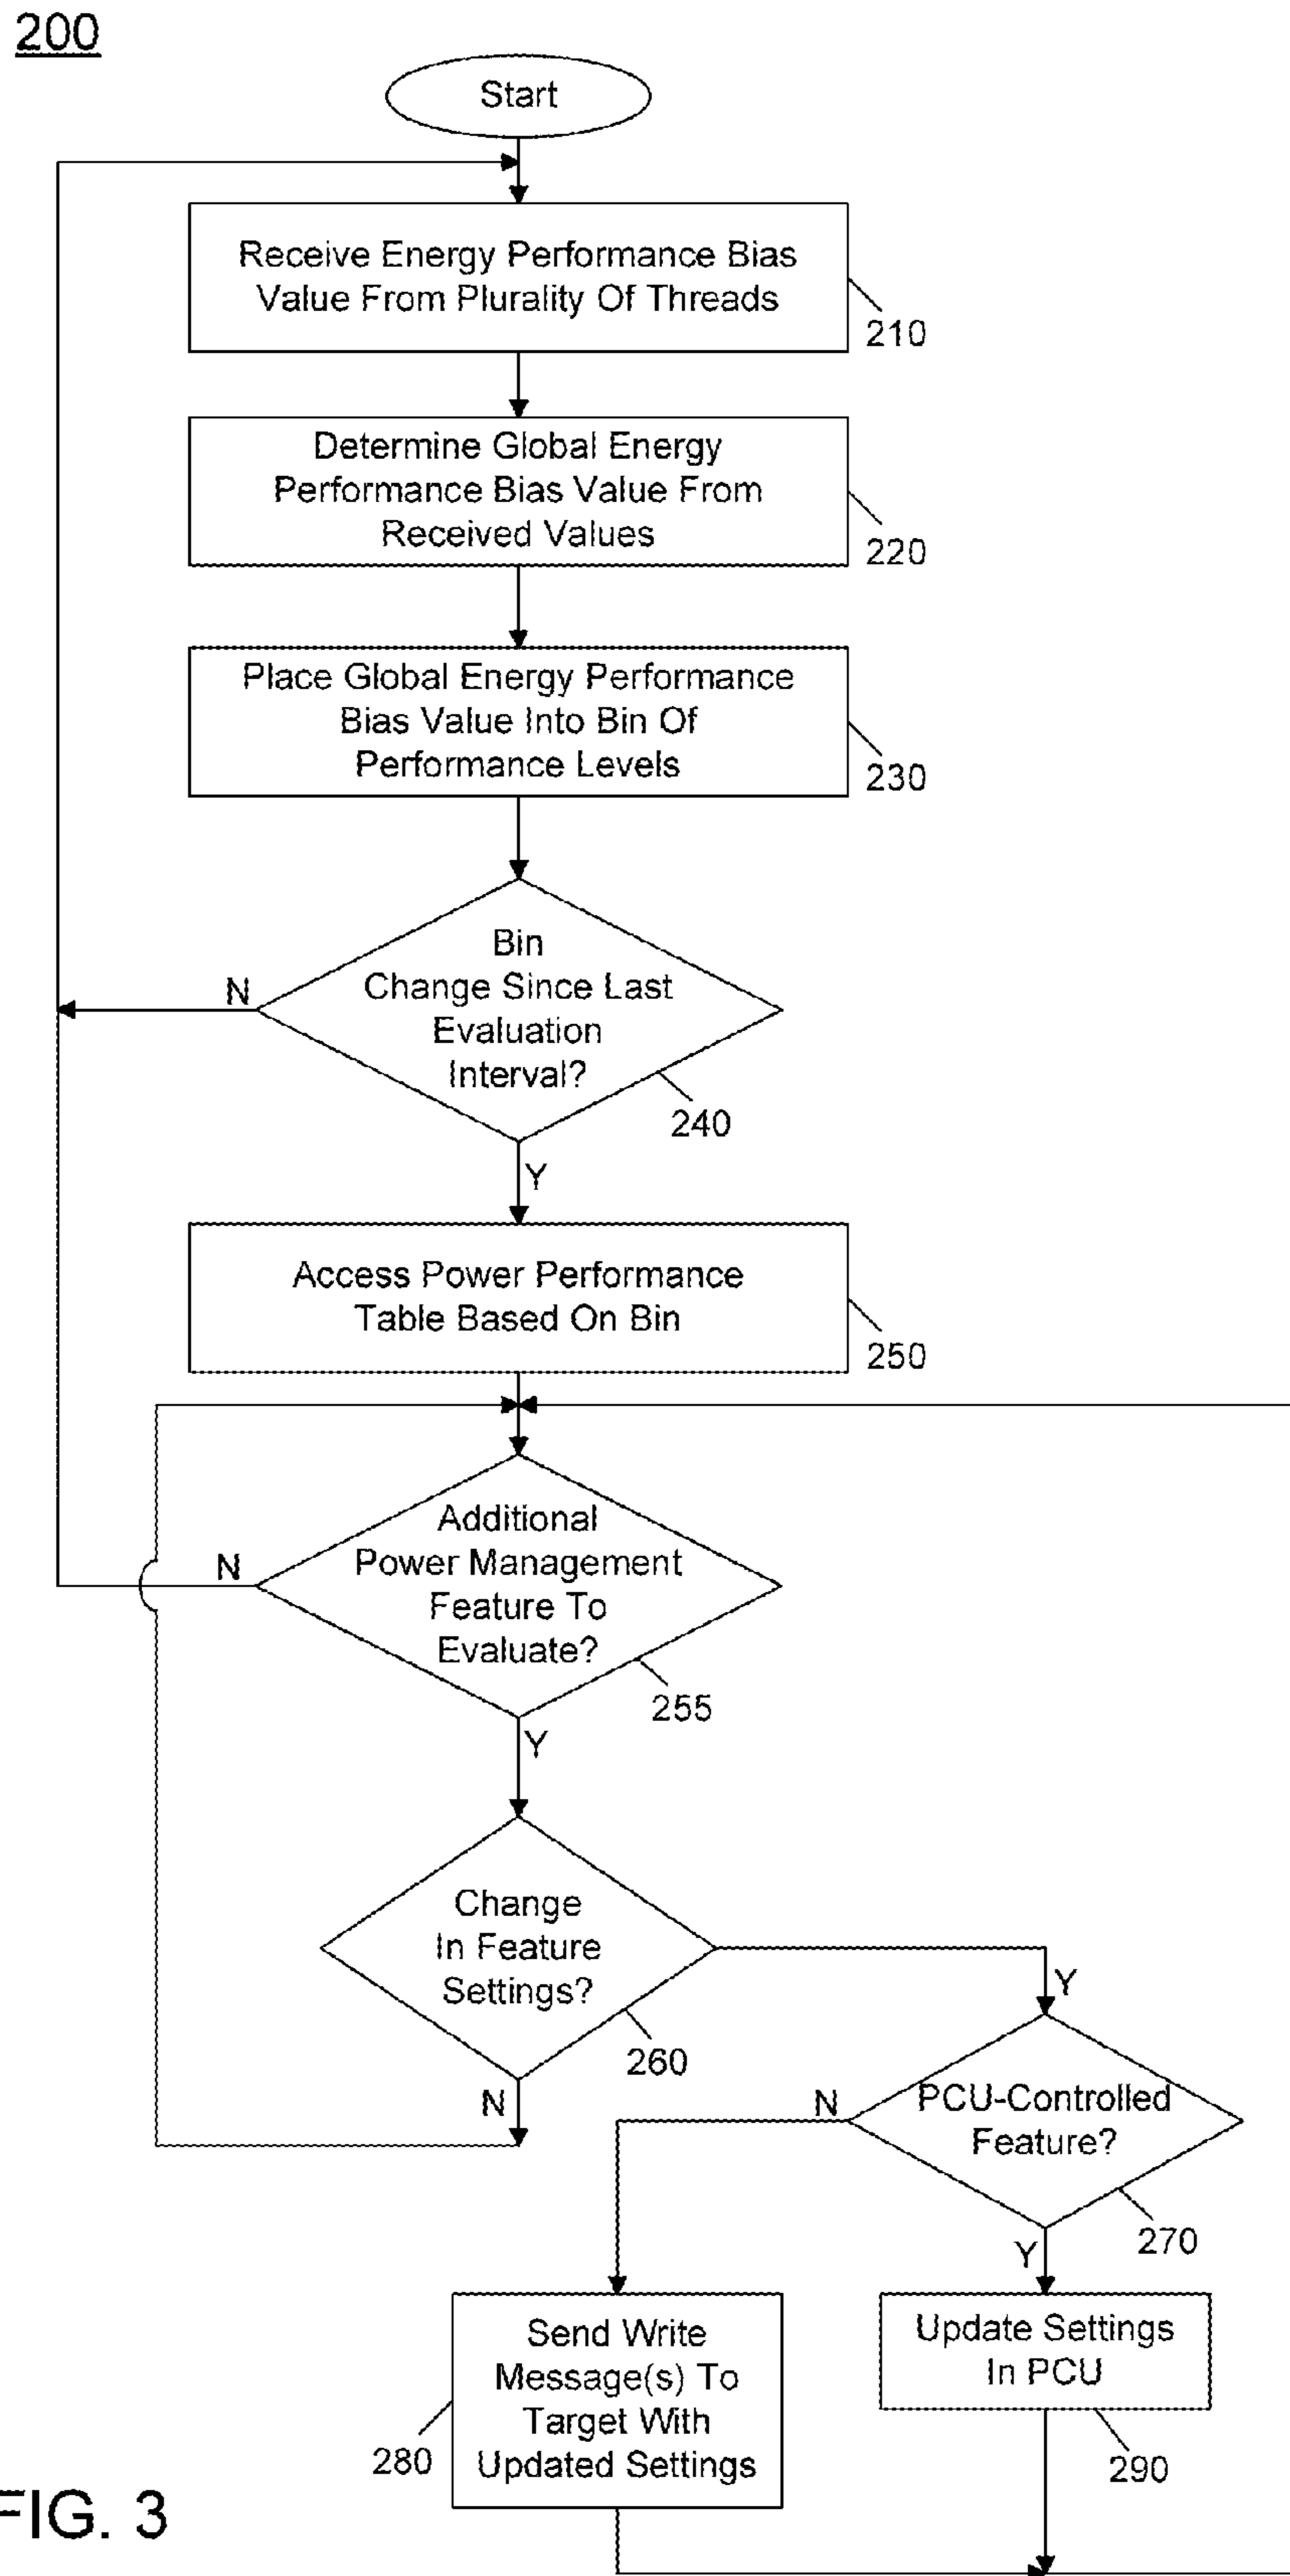 200
Start
Receive Energy Performance Bias
Value From Plurality Of Threads
210
Determine Global Energy
Performance Bias Value From
Received Values
220
Place Global Energy Performance
Bias Value Into Bin Of
Performance Levels
230
Bin
Change Since Last
Evaluation
Interval?
N
240
Y
Access Power Performance
Table Based On Bin
250
Additional
Power Management
Feature To
Evaluate?
N
255
Y
Change
In Feature
Settings?
Y
260
N
PCU-Controlled
Feature?
N
270
Y
Send Write
Message(s) To
Target With
Updated Settings
280
Update Settings
In PCU
290
FIG. 3